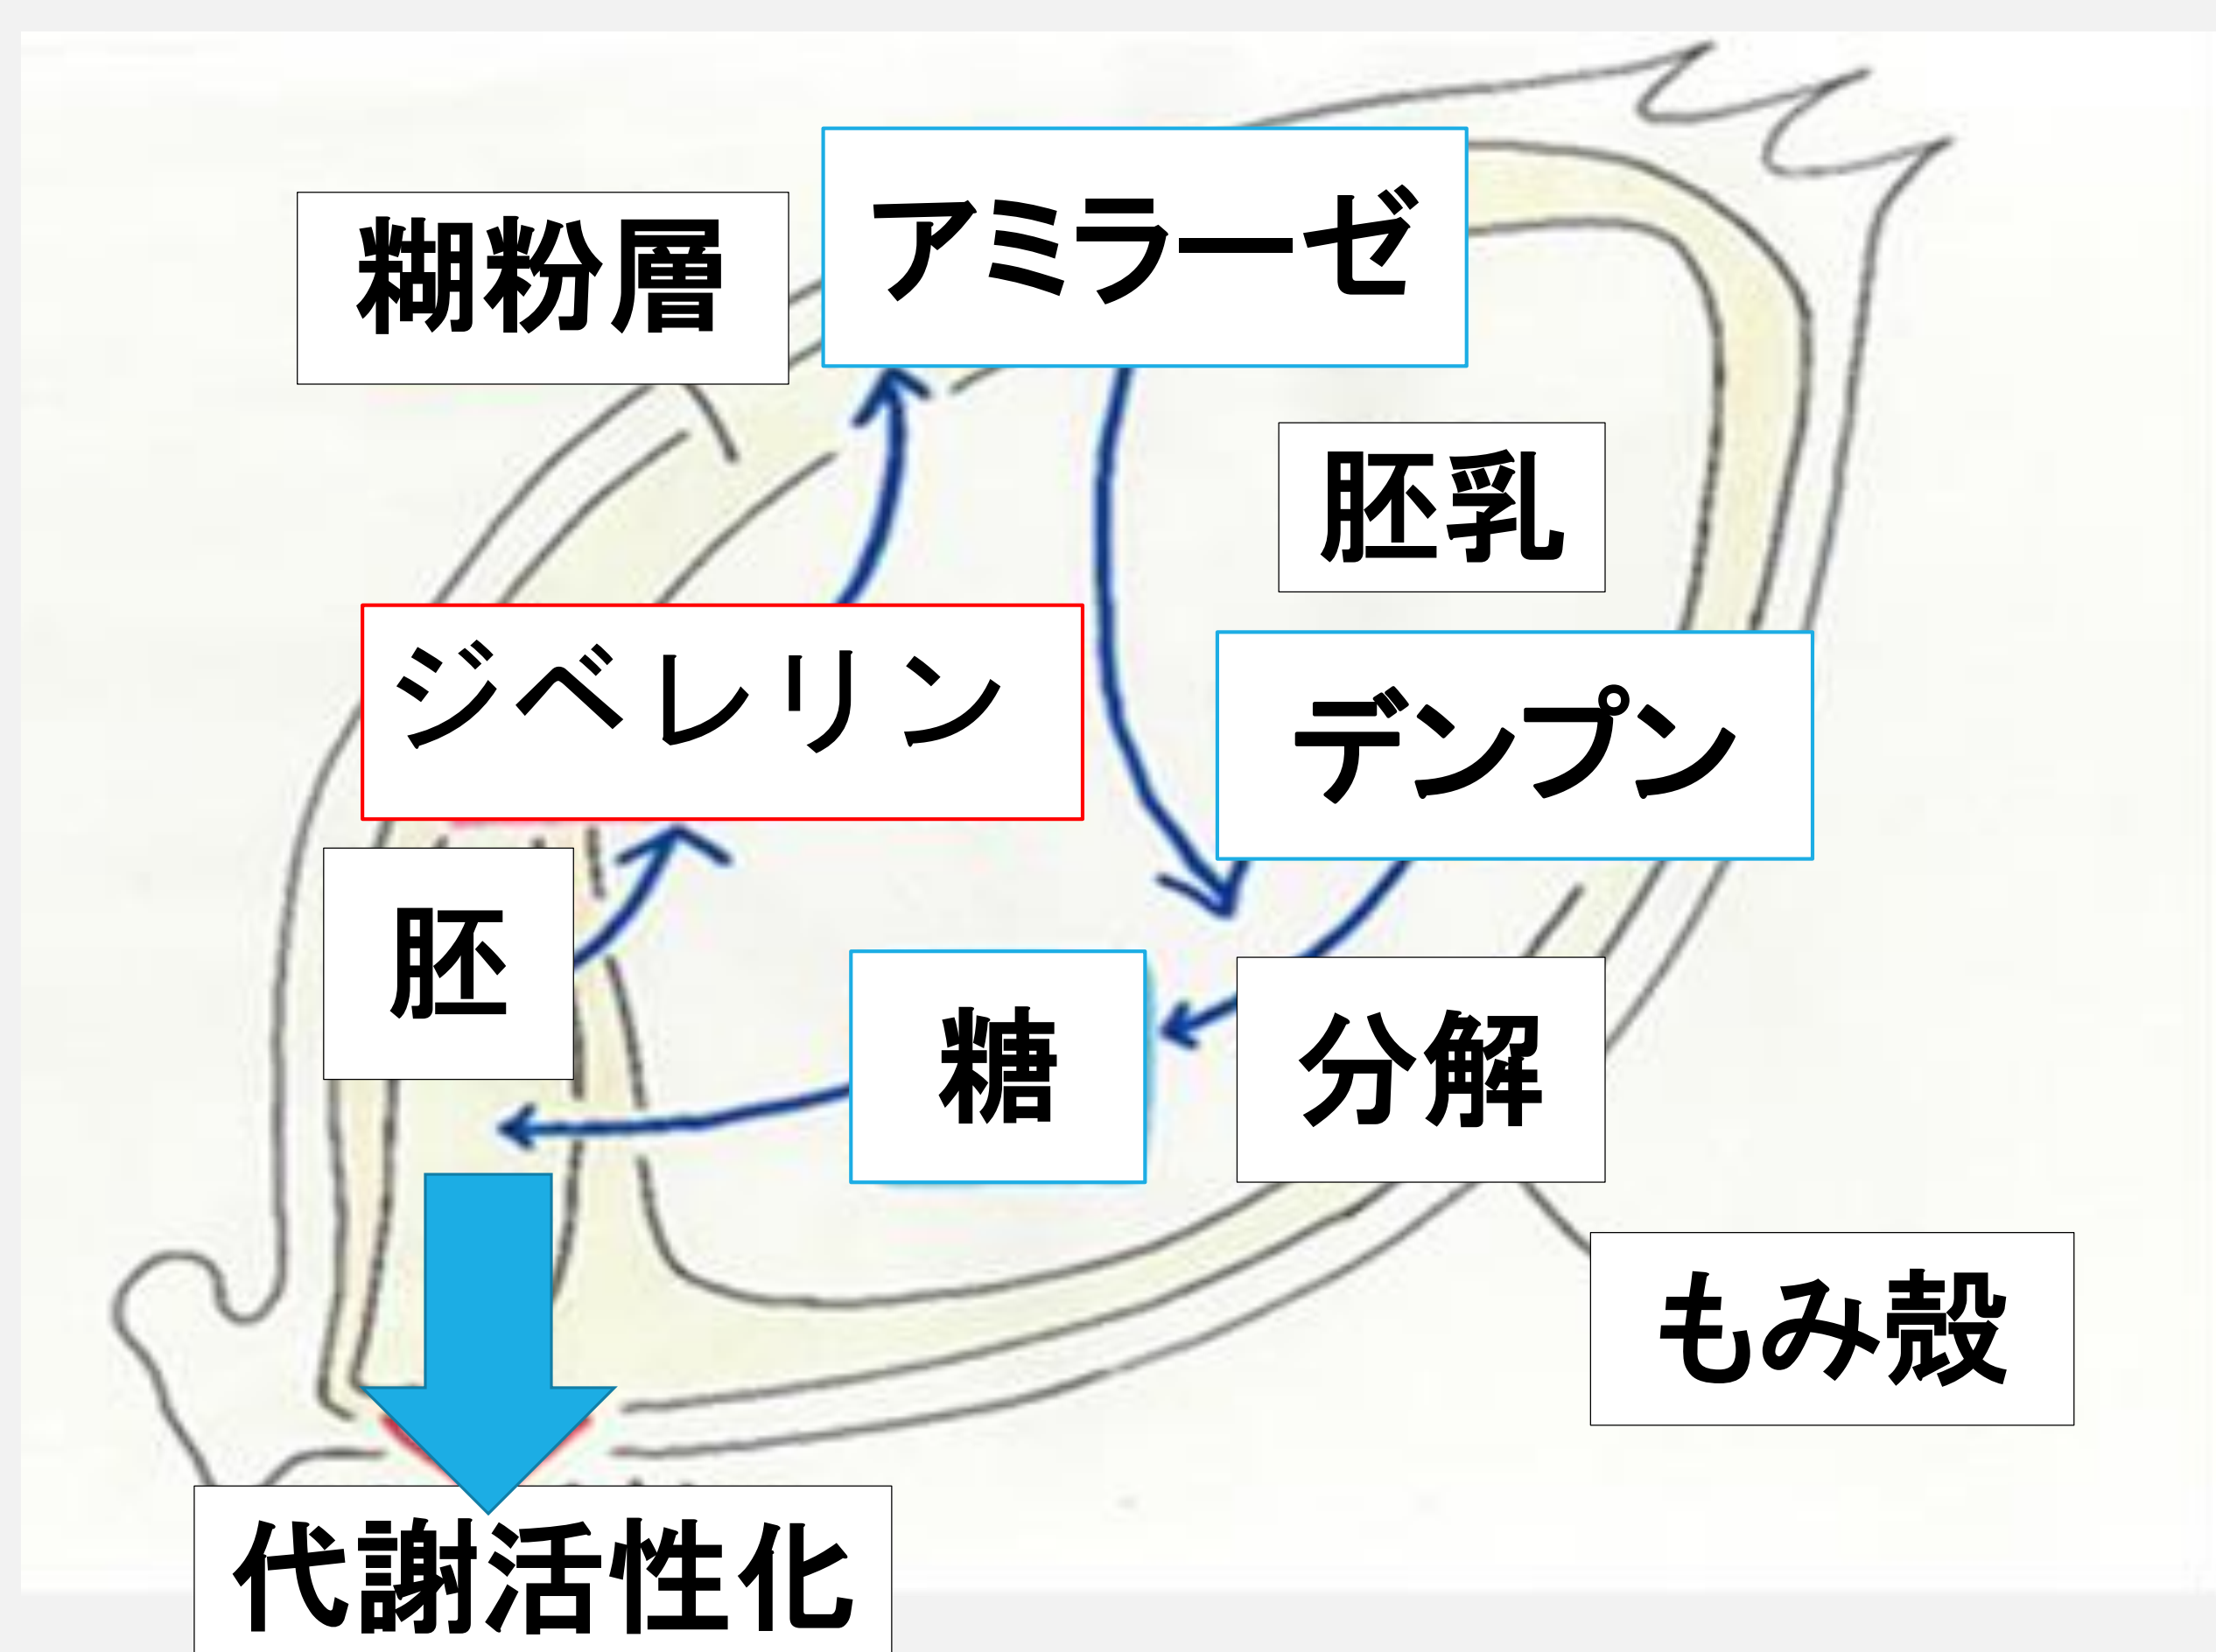 アミラーゼ
糊粉層
胚乳
ジベレリン
デンプン
胚
糖
分解
もみ殻
代謝活性化